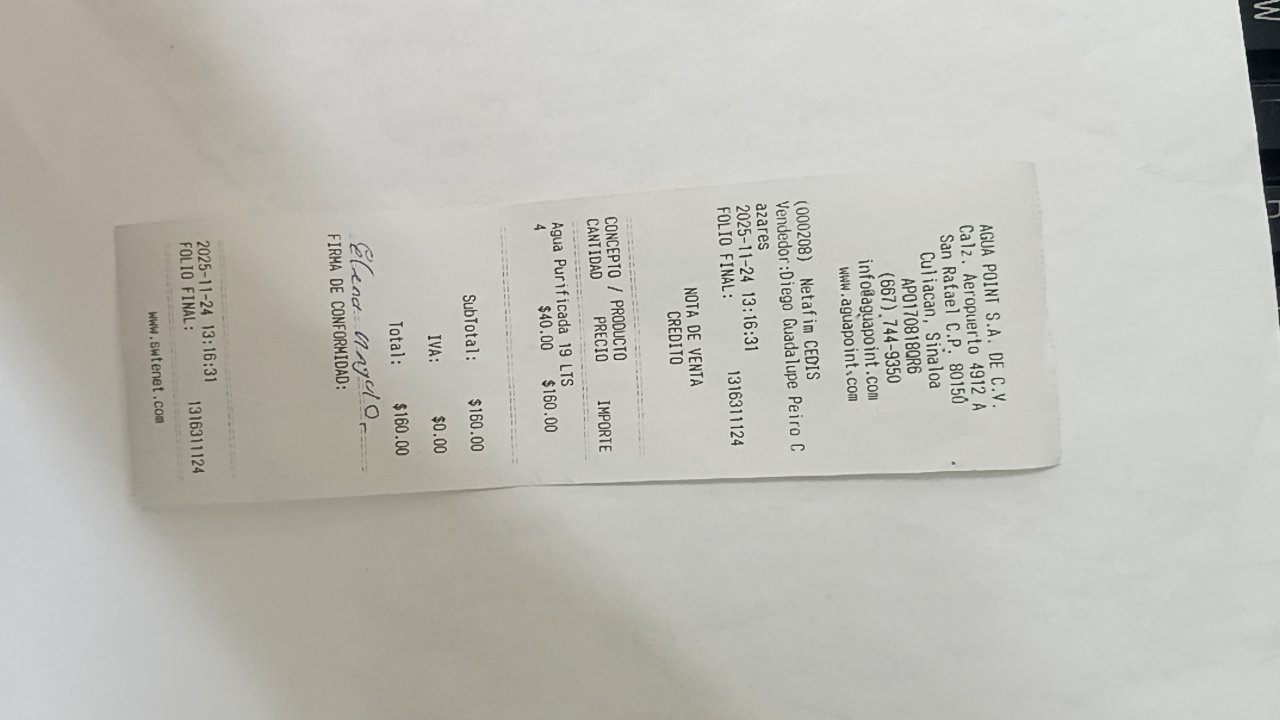 AGUA POINT S.A. DE C.V.
Calz. Aeropuerto 4912 A
San Rafael C.P. 80150
Culiacan, Sinaloa
APO170818QR6
(667) 744-9350
info@aguapoint.com
www.aguapoint.com
(000208) Netafim CEDIS
Vendedor:Diego Guadalupe Peiro C
azares
2025-11-24 13:16:31
FOLIO FINAL: 1316311124
NOTA DE VENTA
CREDITO
CONCEPTO / PRODUCTO
CANTIDAD PRECIO IMPORTE
Agua Purificada 19 LTS
4 $40.00 $160.00
SubTotal: $160.00
IVA: $0.00
Total: $160.00
Elena Angulo
FIRMA DE CONFORMIDAD:
2025-11-24 13:16:31
FOLIO FINAL: 1316311124
www.swtenet.com
W